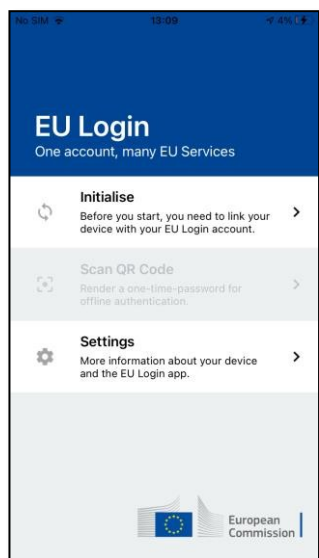 No SIM 13:09 4%
EU Login
One account, many EU Services
Initialise
Before you start, you need to link your
device with your EU Login account.
Scan QR Code
Render a one-time-password for
offline authentication.
Settings
More information about your device
and the EU Login app.
European
Commission